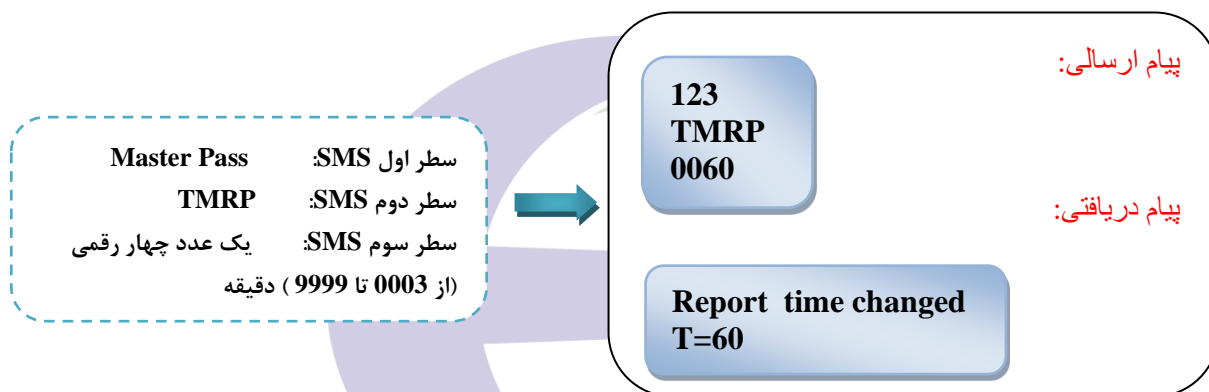 سطر اول SMS: Master Pass
سطر دوم SMS: TMRP
سطر سوم SMS: یک عدد چهار رقمی
(از 0003 تا 9999 ) دقیقه
پیام ارسالی:
123
TMRP
0060
پیام دریافتی:
Report time changed
T=60